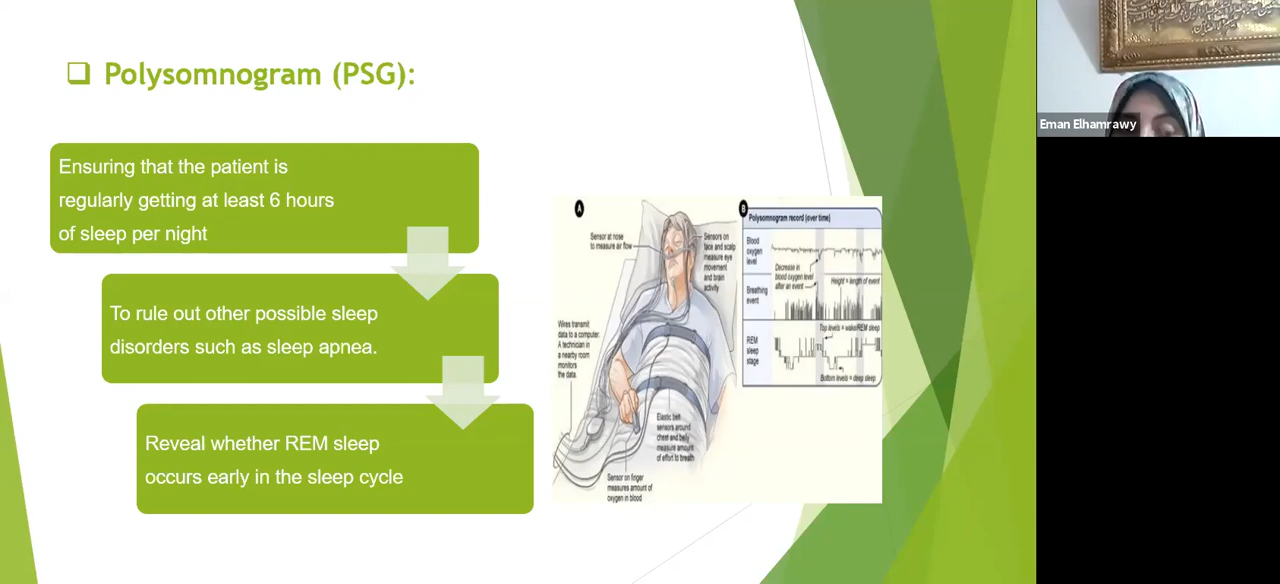 Polysomnogram (PSG):
Ensuring that the patient is
regularly getting at least 6 hours
of sleep per night
To rule out other possible sleep
disorders such as sleep apnea.
Reveal whether REM sleep
occurs early in the sleep cycle
A
Sensor at nose
to measure air flow
Sensors on
face and scalp
measure eye
movement
and brain
activity
Wires transmit
data to a computer.
A technician in
a nearby room
monitors
the data.
Elastic belt
sensors around
chest and belly
measure amount
of effort to breath
Sensor on finger
measures amount of
oxygen in blood
B
Polysomnogram record (over time)
Blood
oxygen
level
Decrease in
blood oxygen level
after an event
Height = length of event
Breathing
event
Top levels = wake/REM sleep
REM
sleep
stage
Bottom levels = deep sleep
Eman Elhamrawy